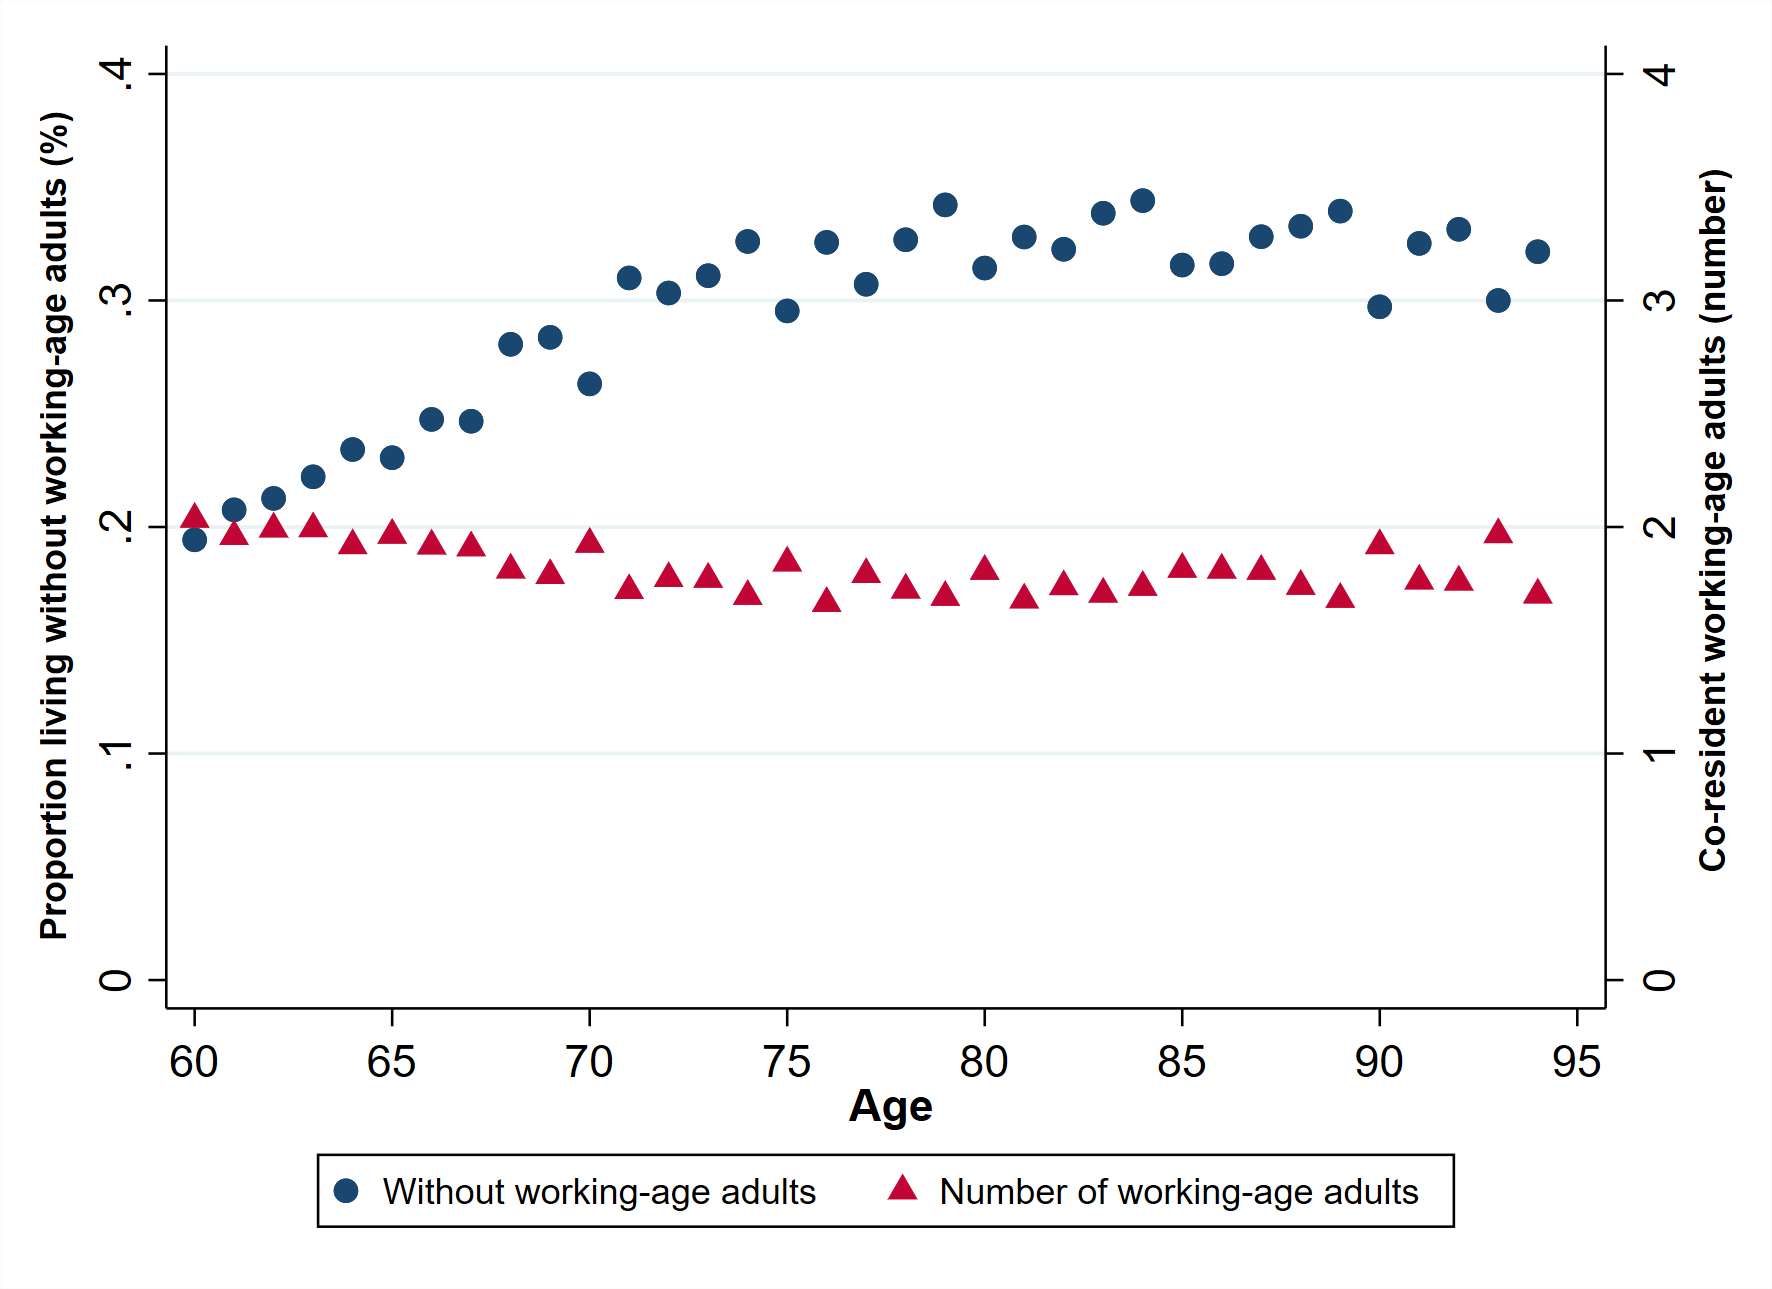 Proportion living without working-age adults (%)
.4
.3
.2
.1
0
4
3
2
1
0
Co-resident working-age adults (number)
60 65 70 75 80 85 90 95
Age
Without working-age adults Number of working-age adults